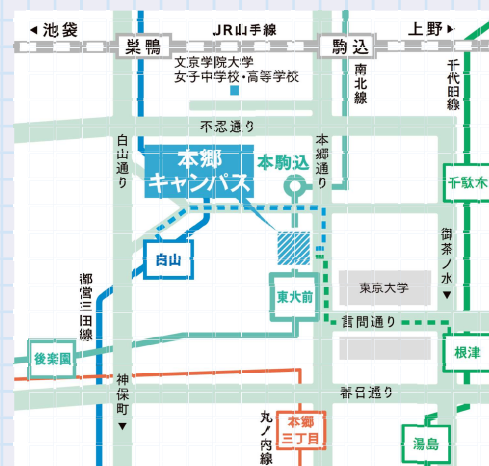 ◀池袋
JR山手線
上野▶
巣鴨
駒込
文京学院大学
女子中学校・高等学校
南北線
千代田線
不忍通り
白山通り
本郷通り
本郷
キャンパス
本駒込
千駄木
御茶ノ水▼
白山
都営三田線
東大前
東京大学
言問通り
後楽園
根津
神保町▼
春日通り
丸ノ内線
本郷
三丁目
湯島